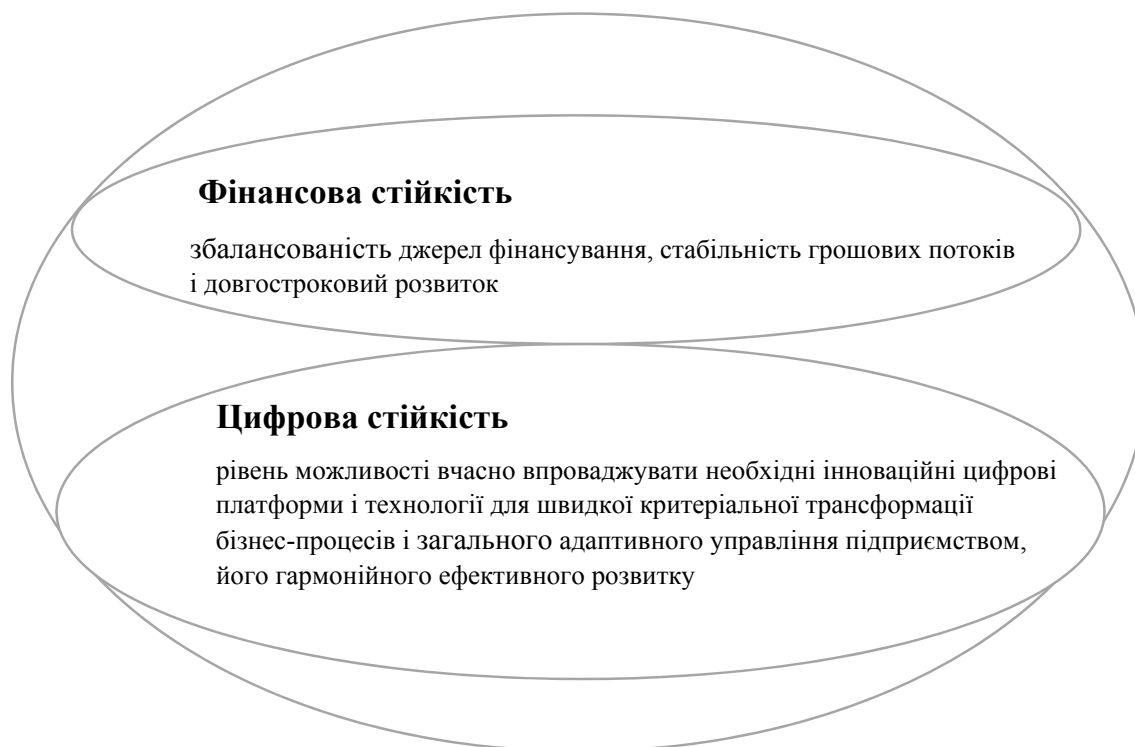 Фінансова стійкість
збалансованість джерел фінансування, стабільність грошових потоків
і довгостроковий розвиток
Цифрова стійкість
рівень можливості вчасно впроваджувати необхідні інноваційні цифрові
платформи і технології для швидкої критеріальної трансформації
бізнес-процесів і загального адаптивного управління підприємством,
його гармонійного ефективного розвитку